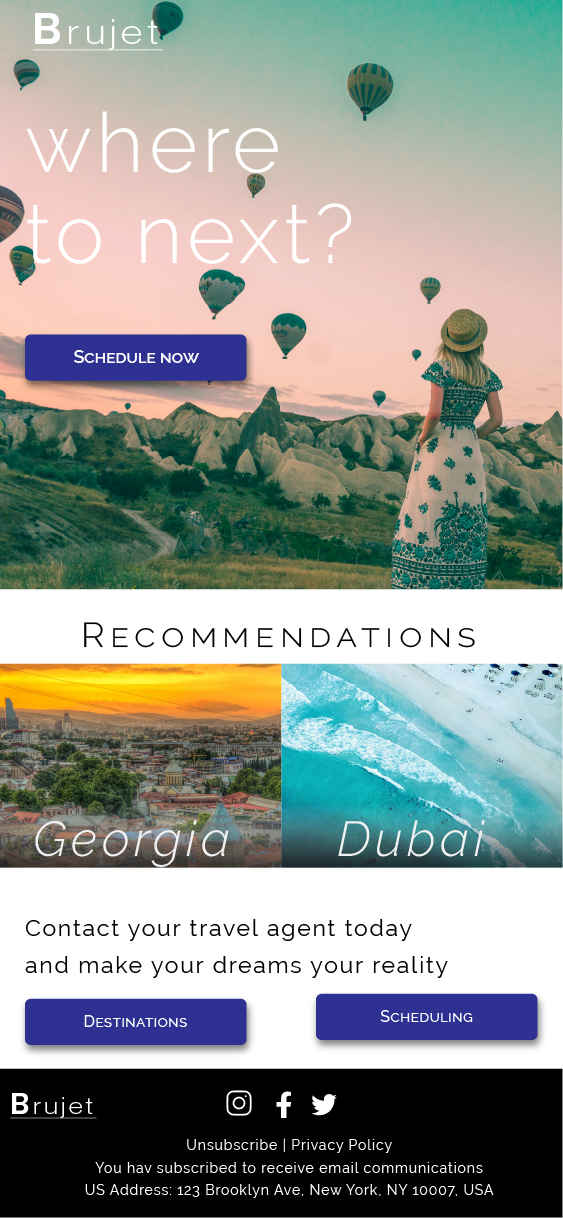 Brujet
where
to next?
Schedule now
Recommendations
Georgia Dubai
Contact your travel agent today
and make your dreams your reality
Destinations Scheduling
Brujet
Unsubscribe | Privacy Policy
You hav subscribed to receive email communications
US Address: 123 Brooklyn Ave, New York, NY 10007, USA